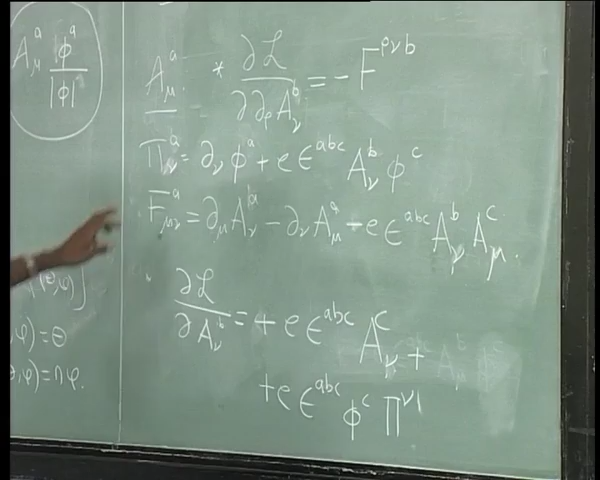 A_μ^a φ^a / |φ|
A_μ^a * ∂ℒ / ∂∂_ρ A_ν^b = - F^{ρνb}
Π_ν^a = ∂_ν φ^a + e ε^{abc} A_ν^b φ^c
F_{μν}^a = ∂_μ A_ν^a - ∂_ν A_μ^a - e ε^{abc} A_ν^b A_μ^c.
∂ℒ / ∂A_ν^b = + e ε^{abc} A_μ^c +
+ e ε^{abc} φ^c Π^{ν
(θ,φ)]
,φ) = θ
,φ) = nφ.